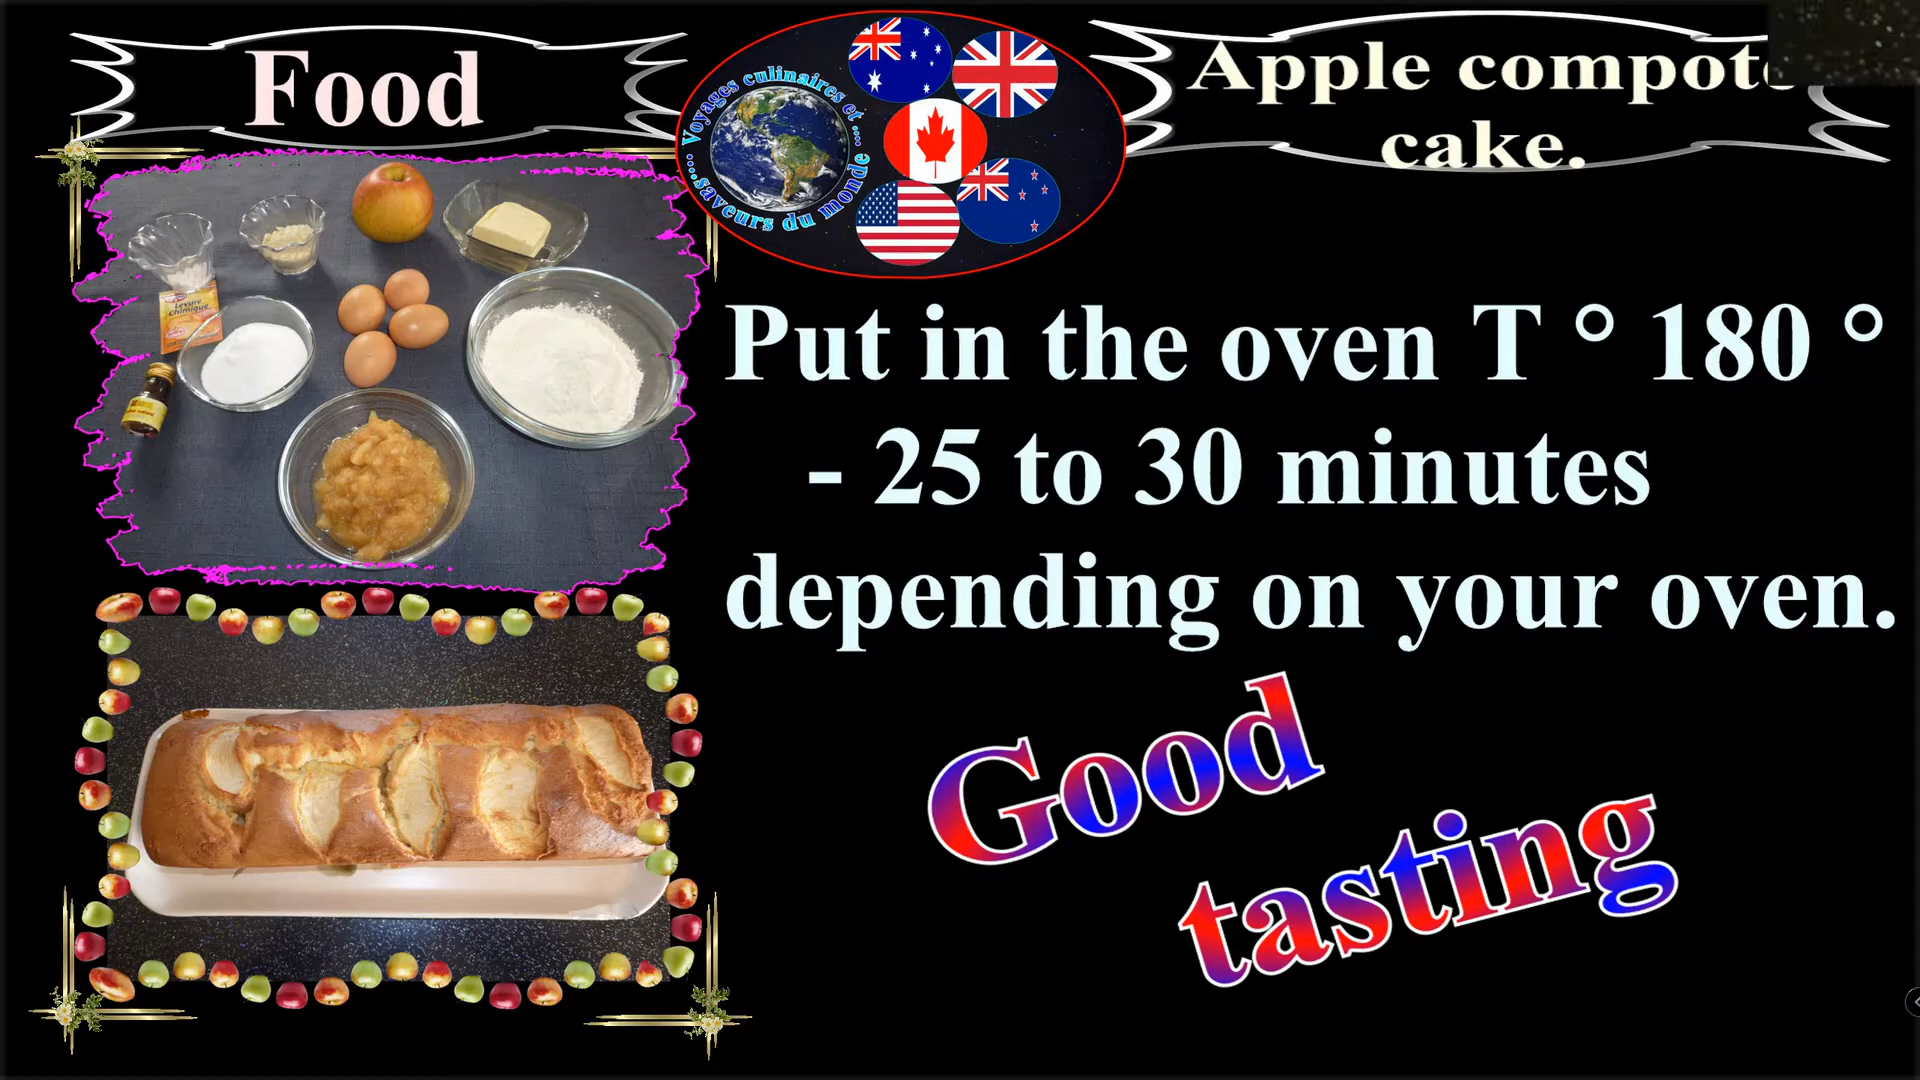 Food
....Voyages culinaires et ....
....saveurs du monde
Apple compote
cake.
Levure
Chimique
Put in the oven T ° 180 °
- 25 to 30 minutes
depending on your oven.
Good
tasting